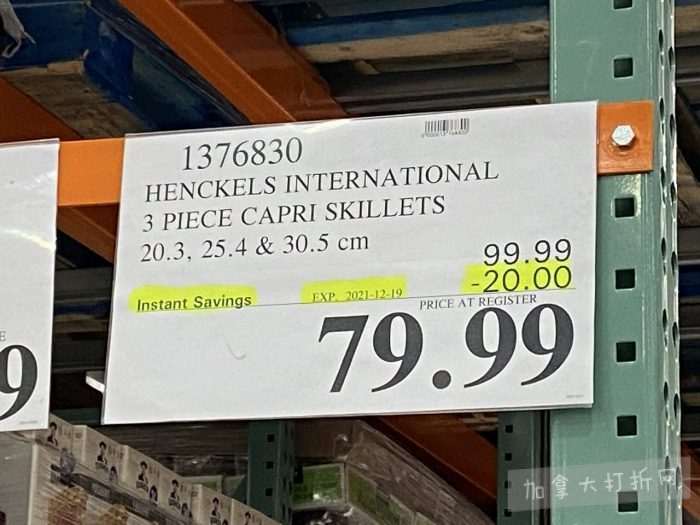 1376830
HENCKELS INTERNATIONAL
3 PIECE CAPRI SKILLETS
20.3, 25.4 & 30.5 cm
99.99
Instant Savings EXP. 2021-12-19 -20.00
PRICE AT REGISTER
79.99
E
9
加拿大打折网